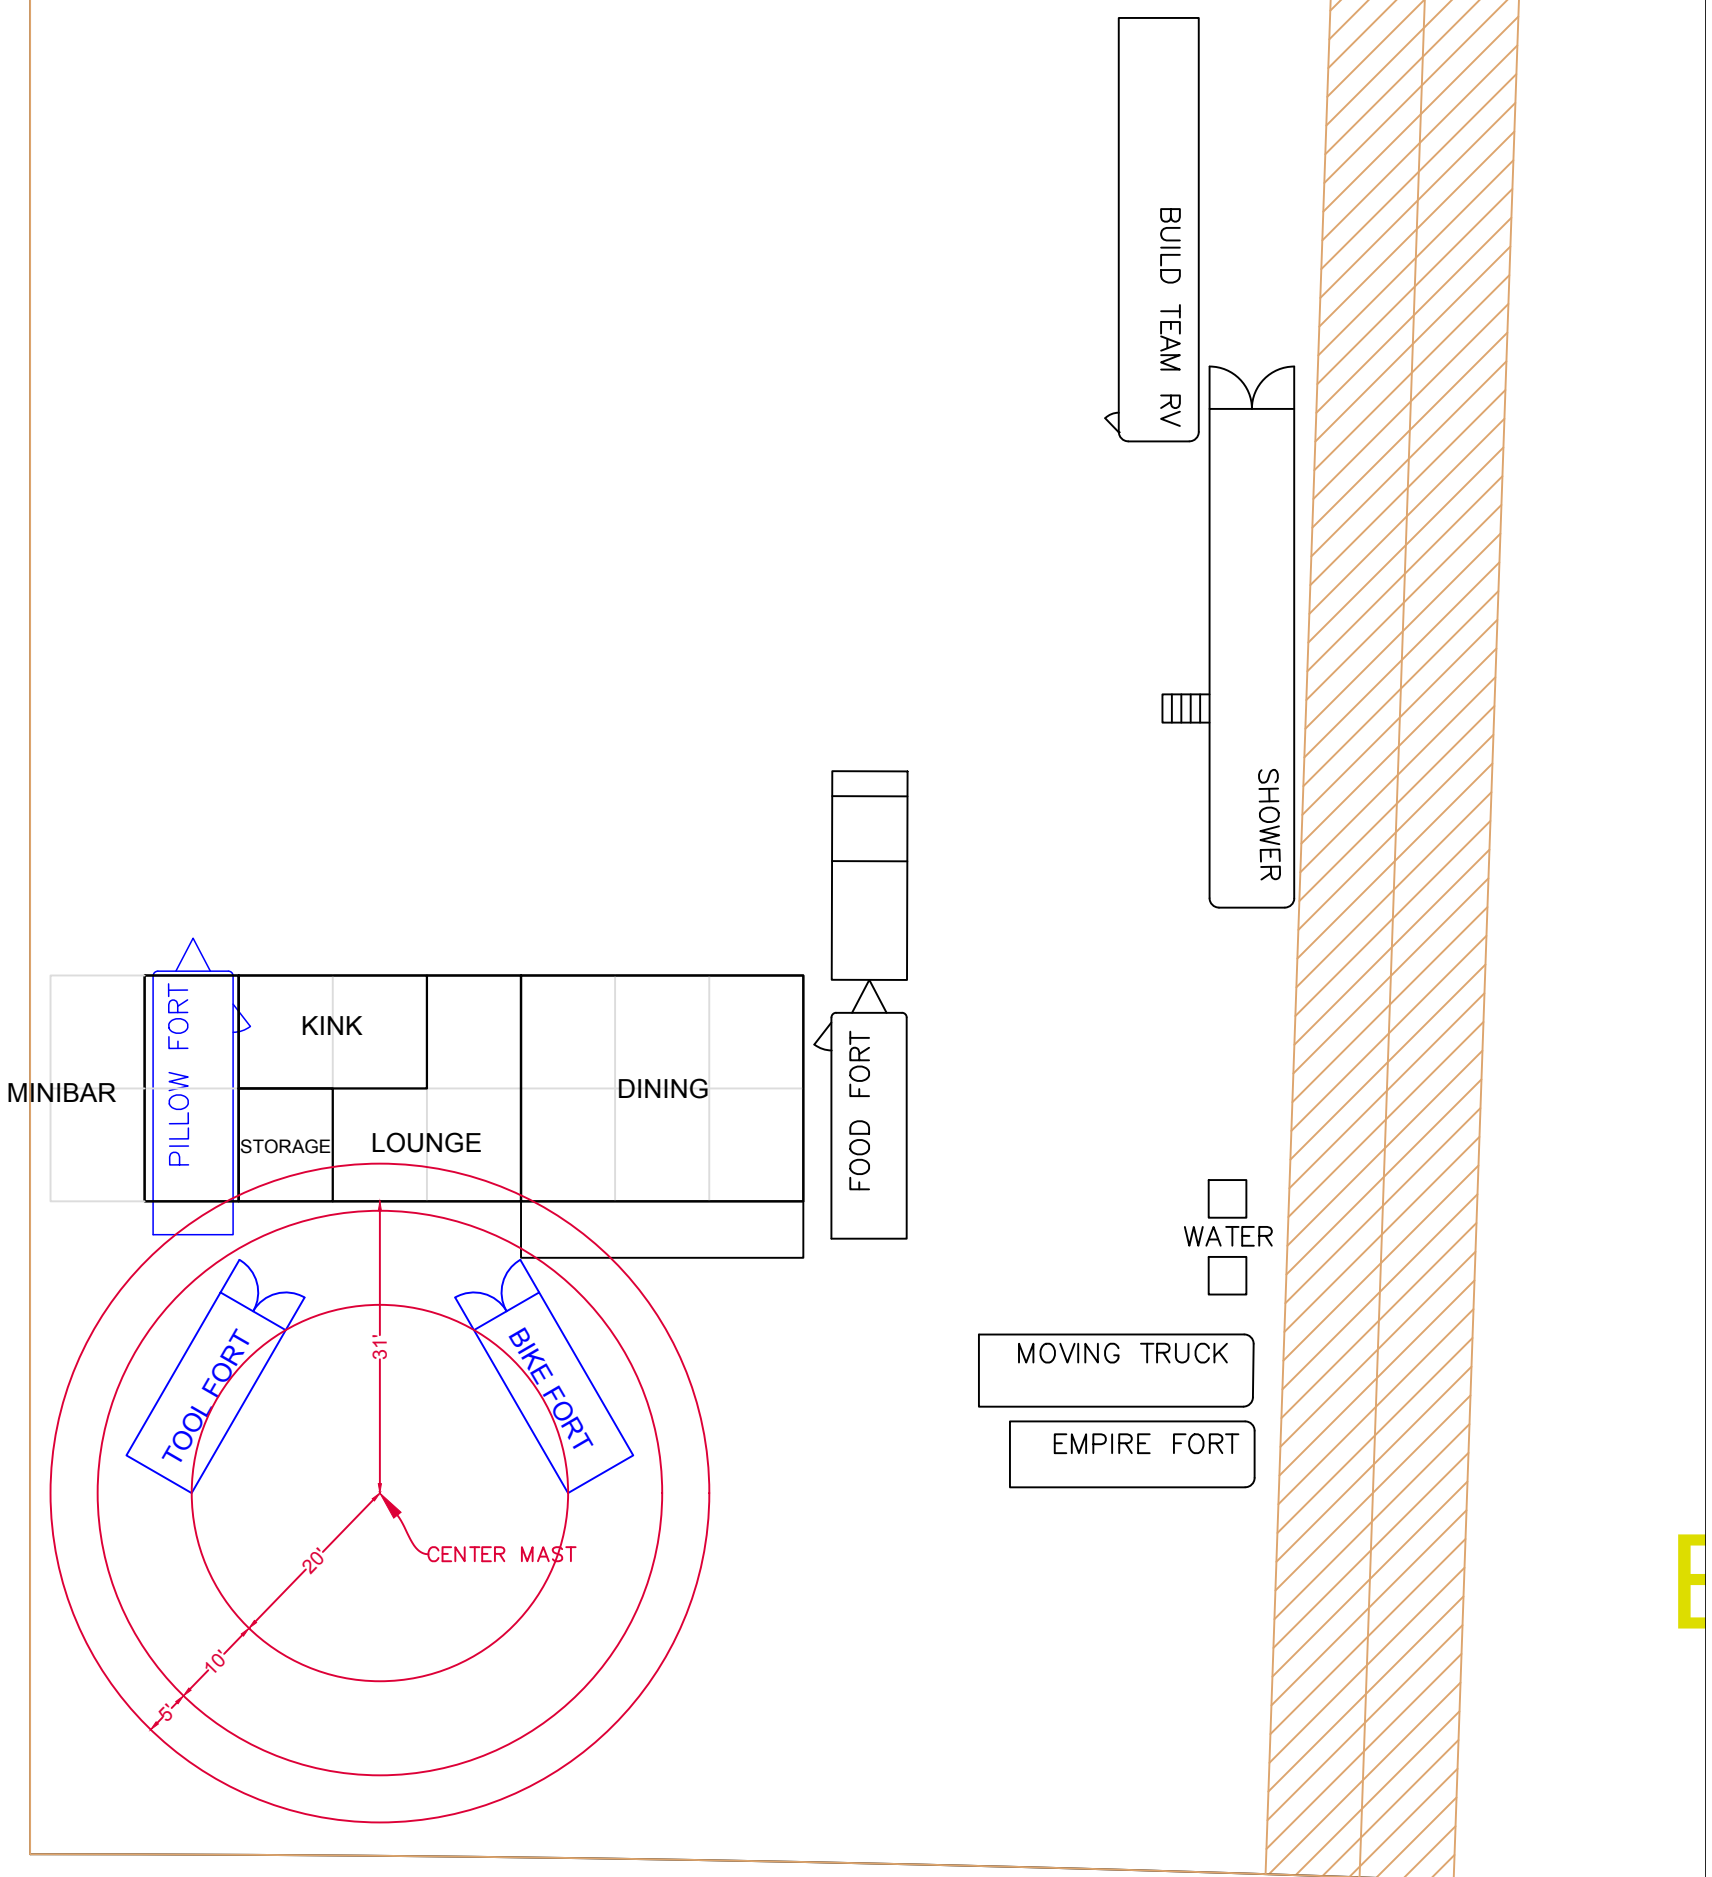 BUILD TEAM RV
SHOWER
PILLOW FORT
KINK
MINIBAR
DINING
STORAGE
LOUNGE
FOOD FORT
WATER
TOOL FORT
BIKE FORT
31'
MOVING TRUCK
EMPIRE FORT
CENTER MAST
20'
10'
5'
E